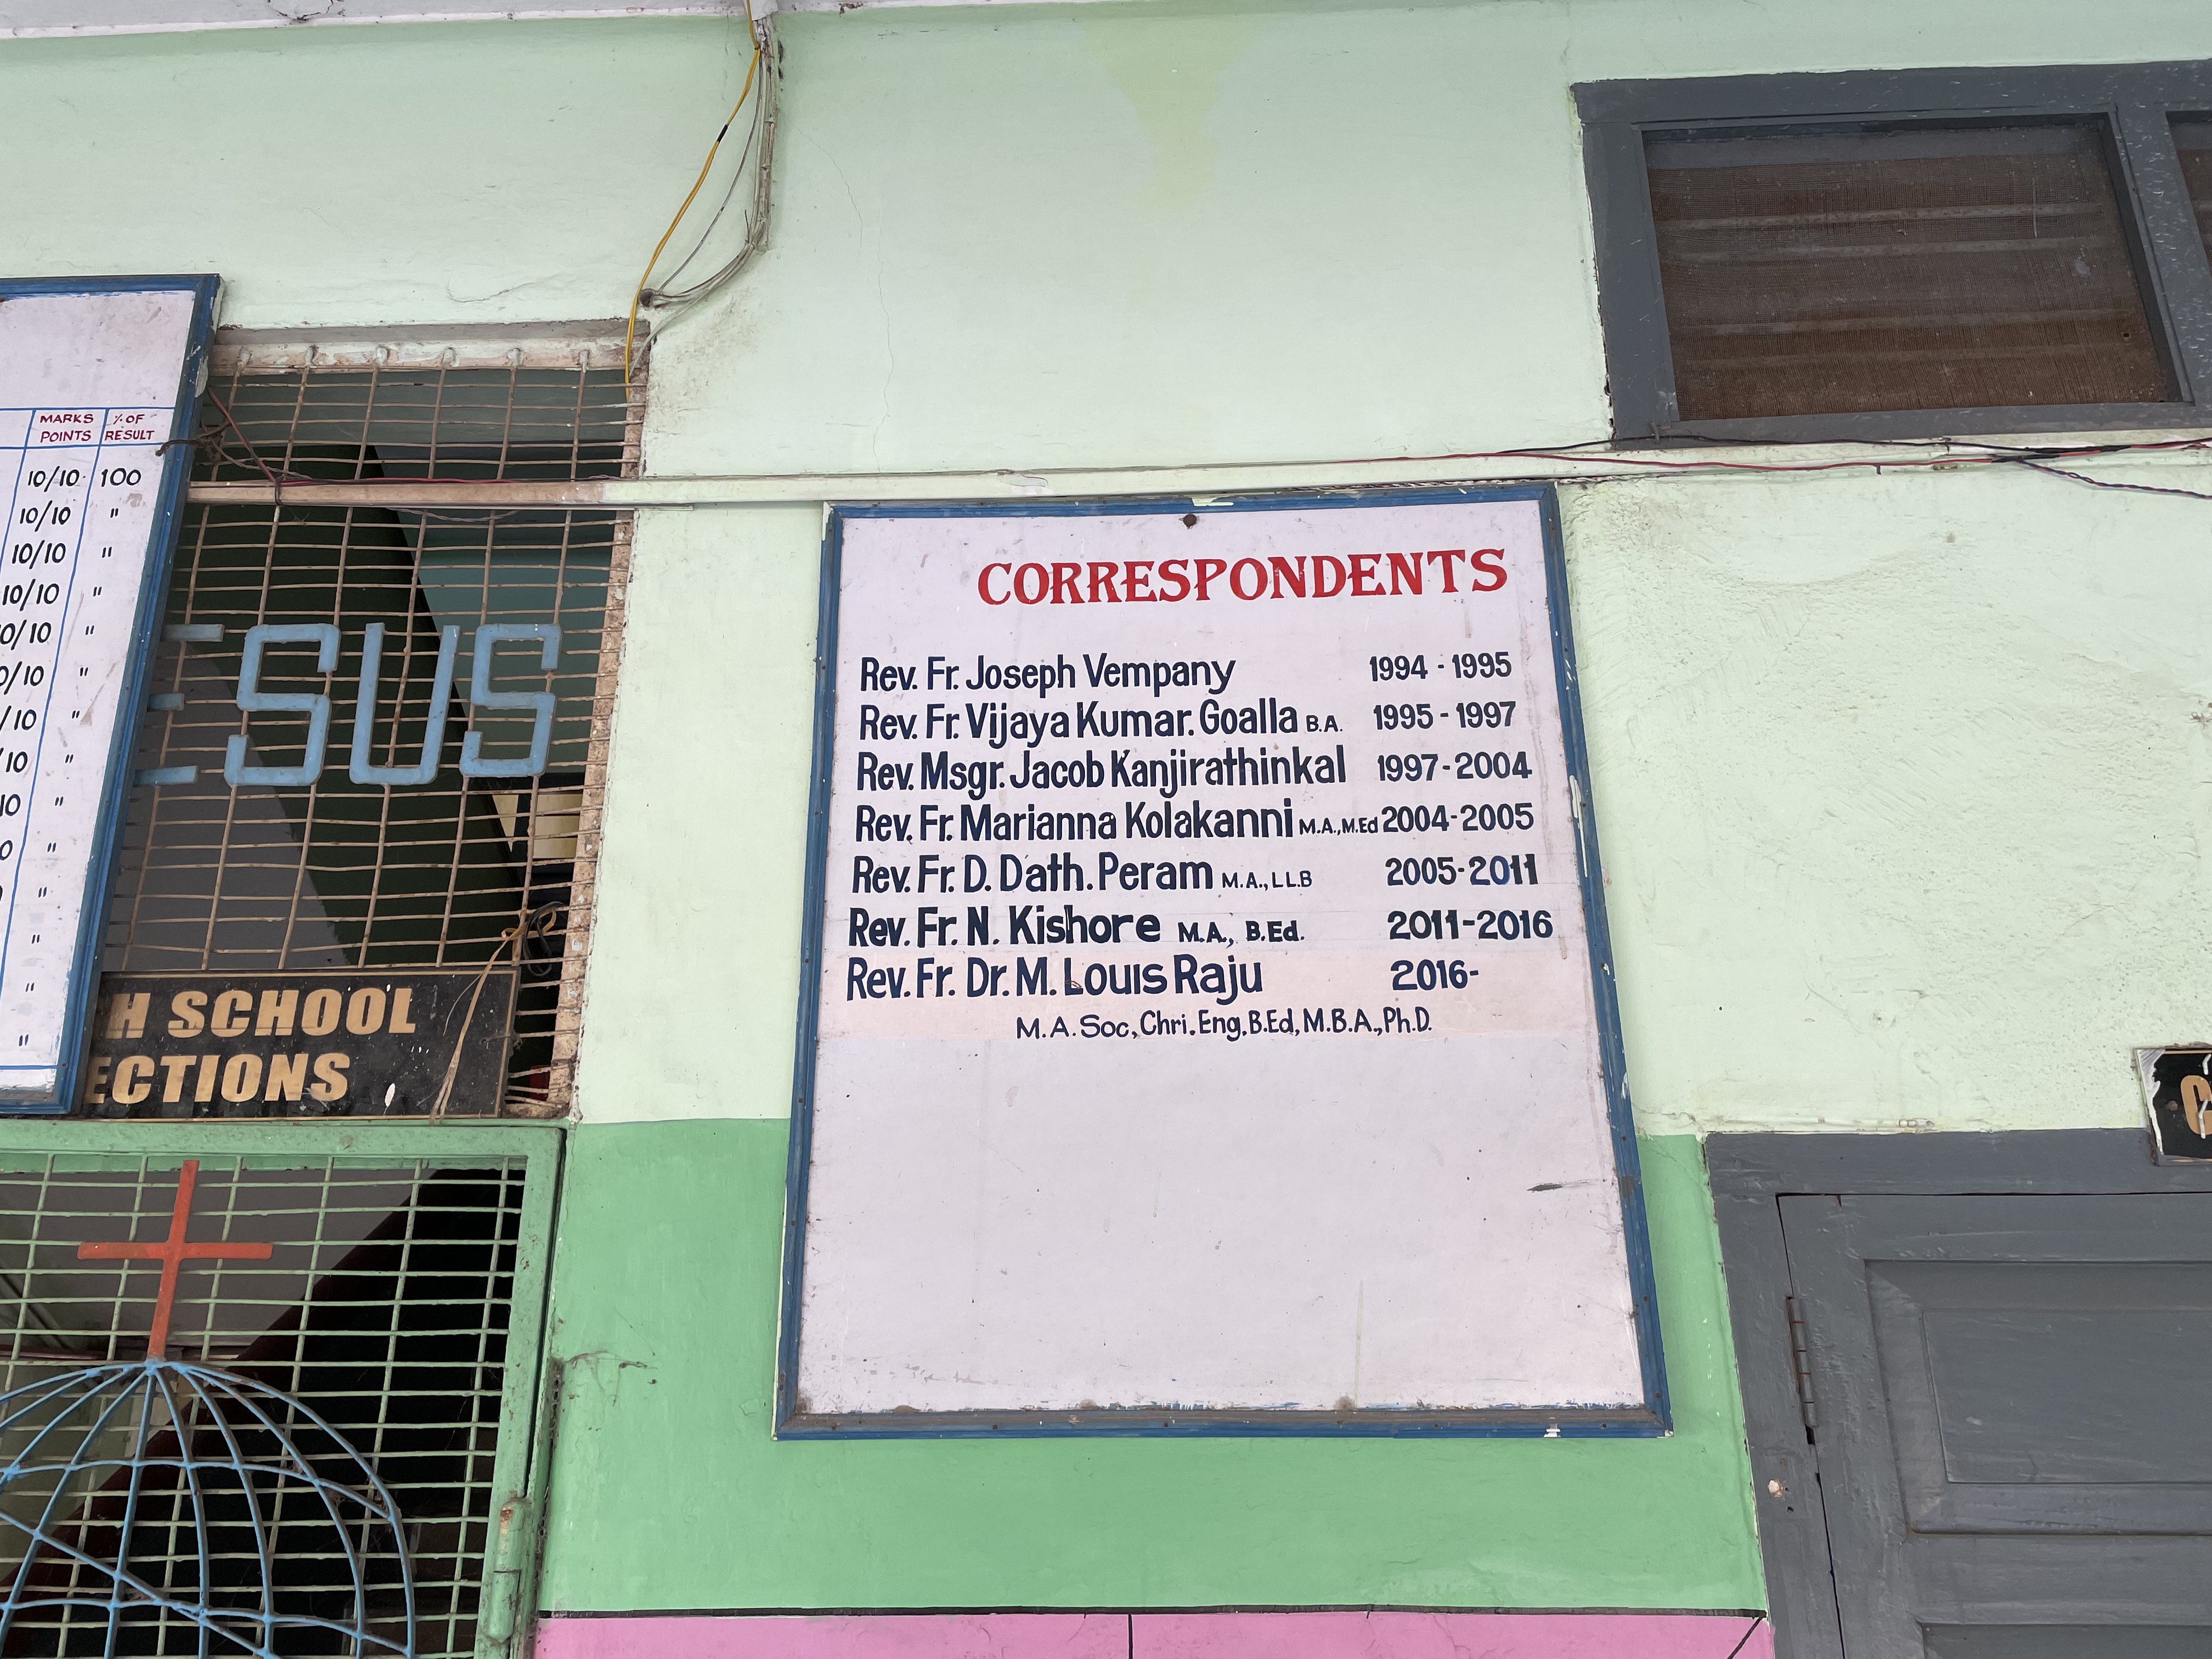 MARKS
POINTS
% OF
RESULT
10/10 100
10/10 "
10/10 "
10/10 "
0/10 "
0/10 "
/10 "
/10 "
10 "
0 "
"
"
"
"
ESUS
H SCHOOL
ECTIONS
CORRESPONDENTS
Rev. Fr. Joseph Vempany 1994 - 1995
Rev. Fr. Vijaya Kumar. Goalla B.A. 1995 - 1997
Rev. Msgr. Jacob Kanjirathinkal 1997-2004
Rev. Fr. Marianna Kolakanni M.A.,M.Ed 2004-2005
Rev. Fr. D. Dath. Peram M.A., L L.B 2005-2011
Rev. Fr. N. Kishore M.A., B.Ed. 2011-2016
Rev. Fr. Dr. M. Louis Raju 2016-
M.A. Soc, Chri. Eng, B.Ed, M.B.A., Ph.D.